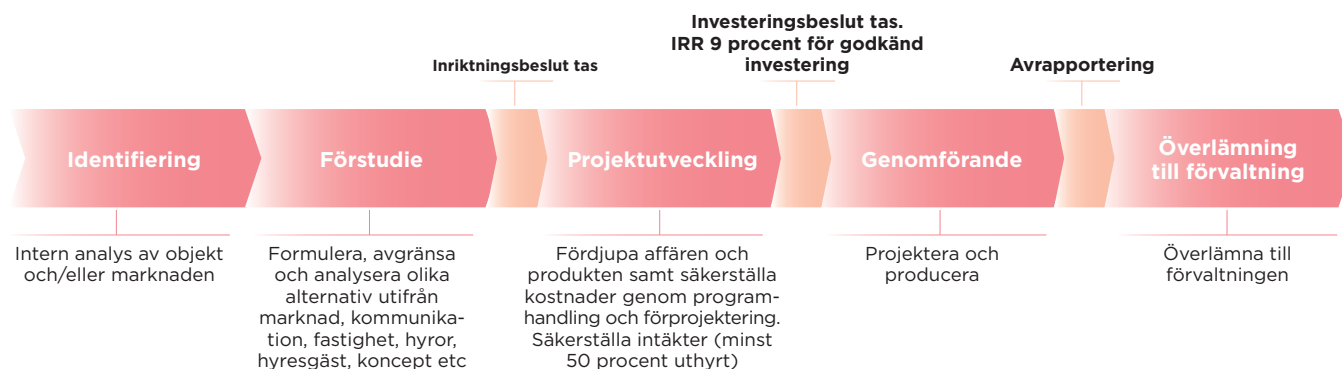 Investeringsbeslut tas.
IRR 9 procent för godkänd
investering
Inriktningsbeslut tas
Avrapportering
Identifiering
Förstudie
Projektutveckling
Genomförande
Överlämning
till förvaltning
Intern analys av objekt
och/eller marknaden
Formulera, avgränsa
och analysera olika
alternativ utifrån
marknad, kommunika-
tion, fastighet, hyror,
hyresgäst, koncept etc
Fördjupa affären och
produkten samt säkerställa
kostnader genom program-
handling och förprojektering.
Säkerställa intäkter (minst
50 procent uthyrt)
Projektera och
producera
Överlämna till
förvaltningen